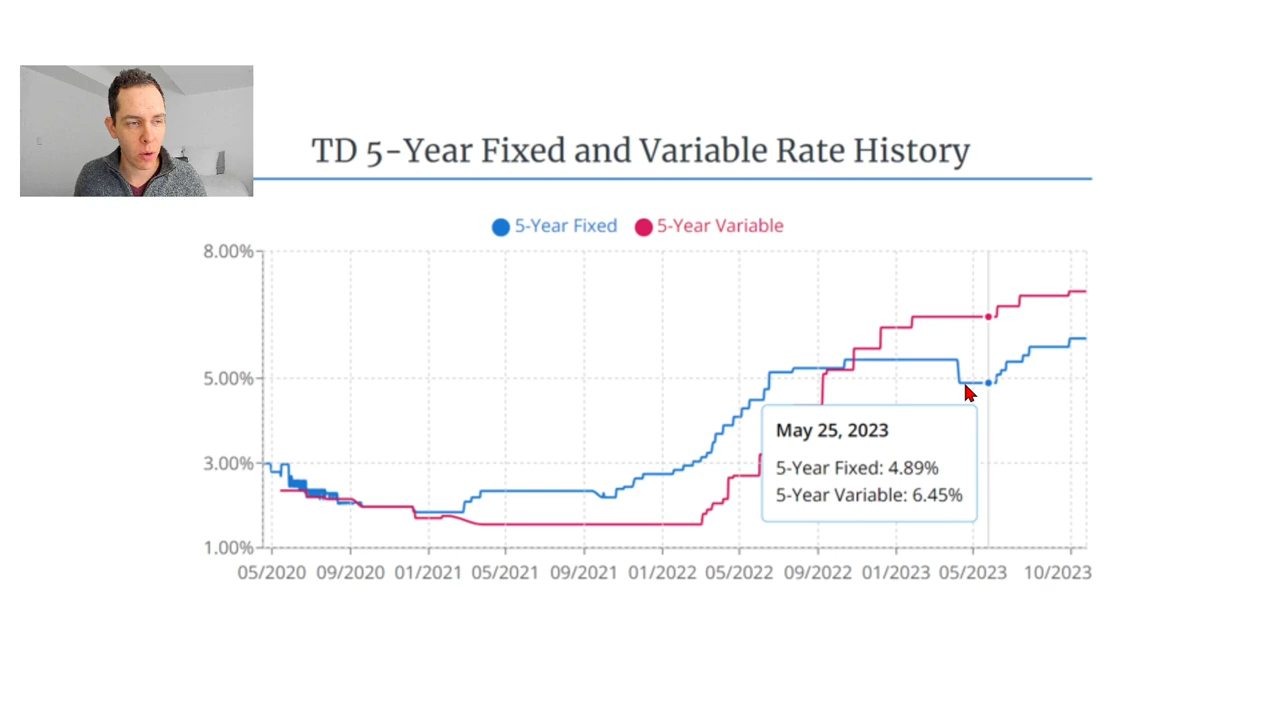 TD 5-Year Fixed and Variable Rate History
5-Year Fixed 5-Year Variable
8.00%
5.00%
3.00%
1.00%
May 25, 2023
5-Year Fixed: 4.89%
5-Year Variable: 6.45%
05/2020 09/2020 01/2021 05/2021 09/2021 01/2022 05/2022 09/2022 01/2023 05/2023 10/2023